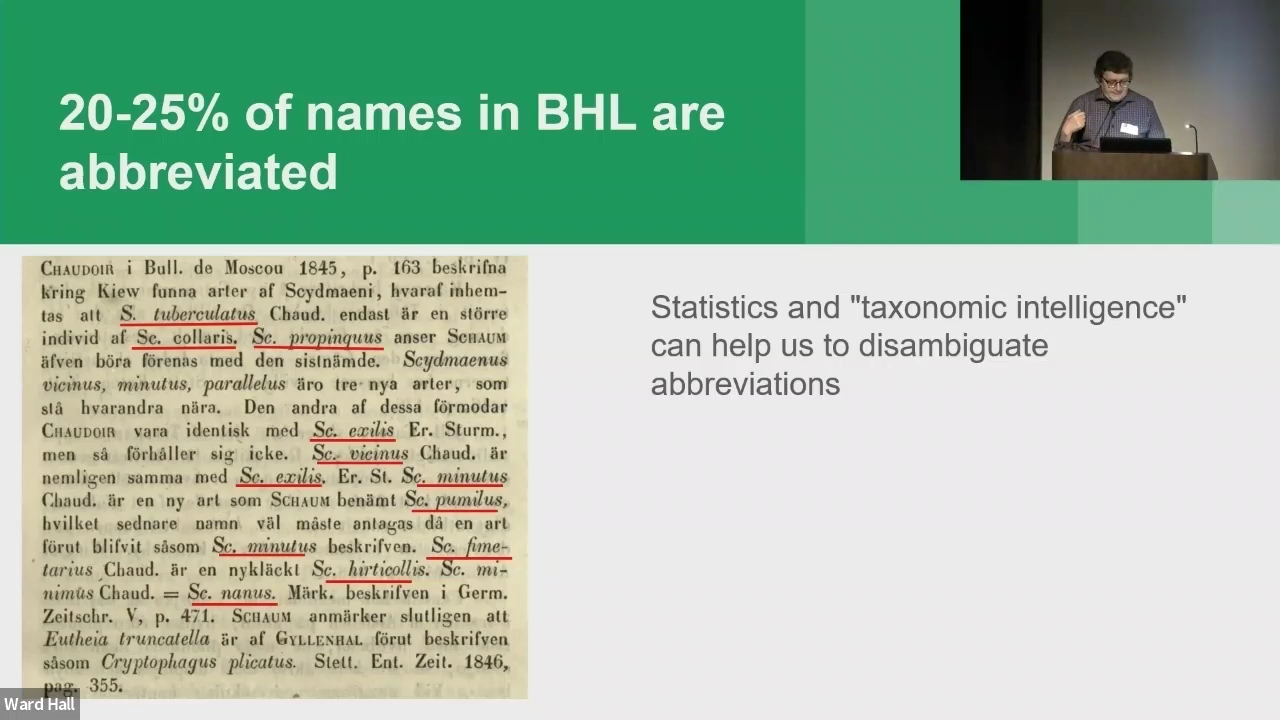 20-25% of names in BHL are
abbreviated
CHAUDOIR i Bull. de Moscou 1845, p. 163 beskrifna
kring Kiew funna arter af Scydmaeni, hvaraf inhem-
tas att S. tuberculatus Chaud. endast är en större
individ af Sc. collaris. Sc. propinquus anser SCHAUM
äfven böra förenas med den sistnämde. Scydmaenus
vicinus, minutus, parallelus äro tre nya arter, som
stå hvarandra nära. Den andra af dessa förmodar
CHAUDOIR vara identisk med Sc. exilis Er. Sturm.,
men så förhåller sig icke. Sc. vicinus Chaud. är
nemligen samma med Sc. exilis. Er. St. Sc. minutus
Chaud. är en ny art som SCHAUM benämt Sc. pumilus,
hvilket sednare namn väl måste antagas då en art
förut blifvit såsom Sc. minutus beskrifven. Sc. fime-
tarius Chaud. är en nykläckt Sc. hirticollis. Sc. mi-
nimus Chaud. = Sc. nanus. Märk. beskrifven i Germ.
Zeitschr. V, p. 471. SCHAUM anmärker slutligen att
Eutheia truncatella är af GYLLENHAL förut beskrifven
såsom Cryptophagus plicatus. Stett. Ent. Zeit. 1846,
pag. 355.
Statistics and "taxonomic intelligence"
can help us to disambiguate
abbreviations
Ward Hall